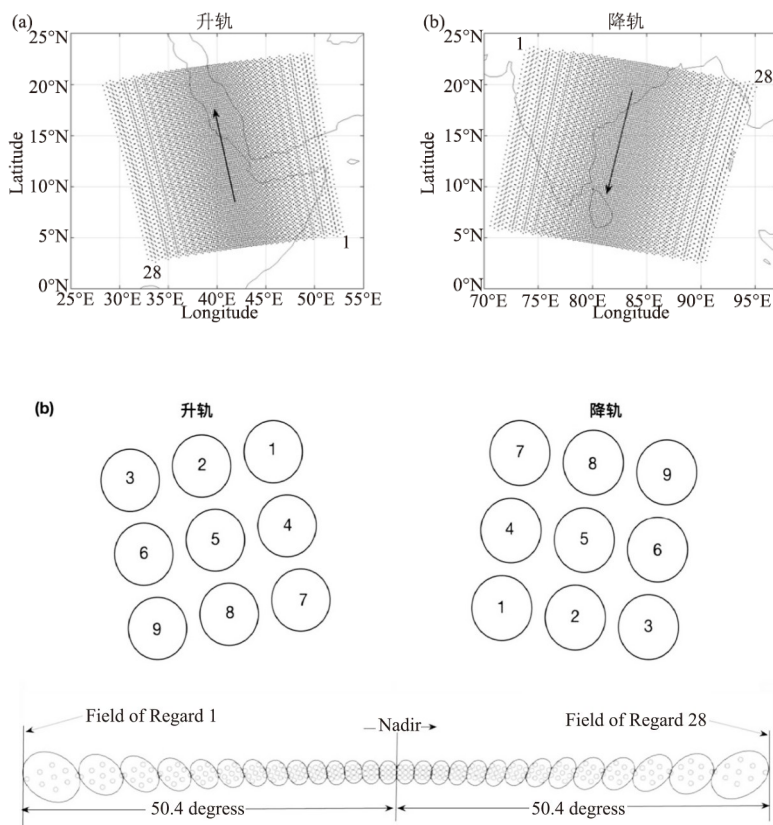 (a)
升轨
25°N
20°N
15°N
10°N
5°N
0°N
Latitude
28
1
25°E 30°E 35°E 40°E 45°E 50°E 55°E
Longitude
(b)
降轨
25°N
20°N
15°N
10°N
5°N
0°N
Latitude
1
28
70°E 75°E 80°E 85°E 90°E 95°E
Longitude
(b)
升轨
3 2 1
6 5 4
9 8 7
降轨
7 8 9
4 5 6
1 2 3
Field of Regard 1
Nadir
Field of Regard 28
50.4 degress
50.4 degress